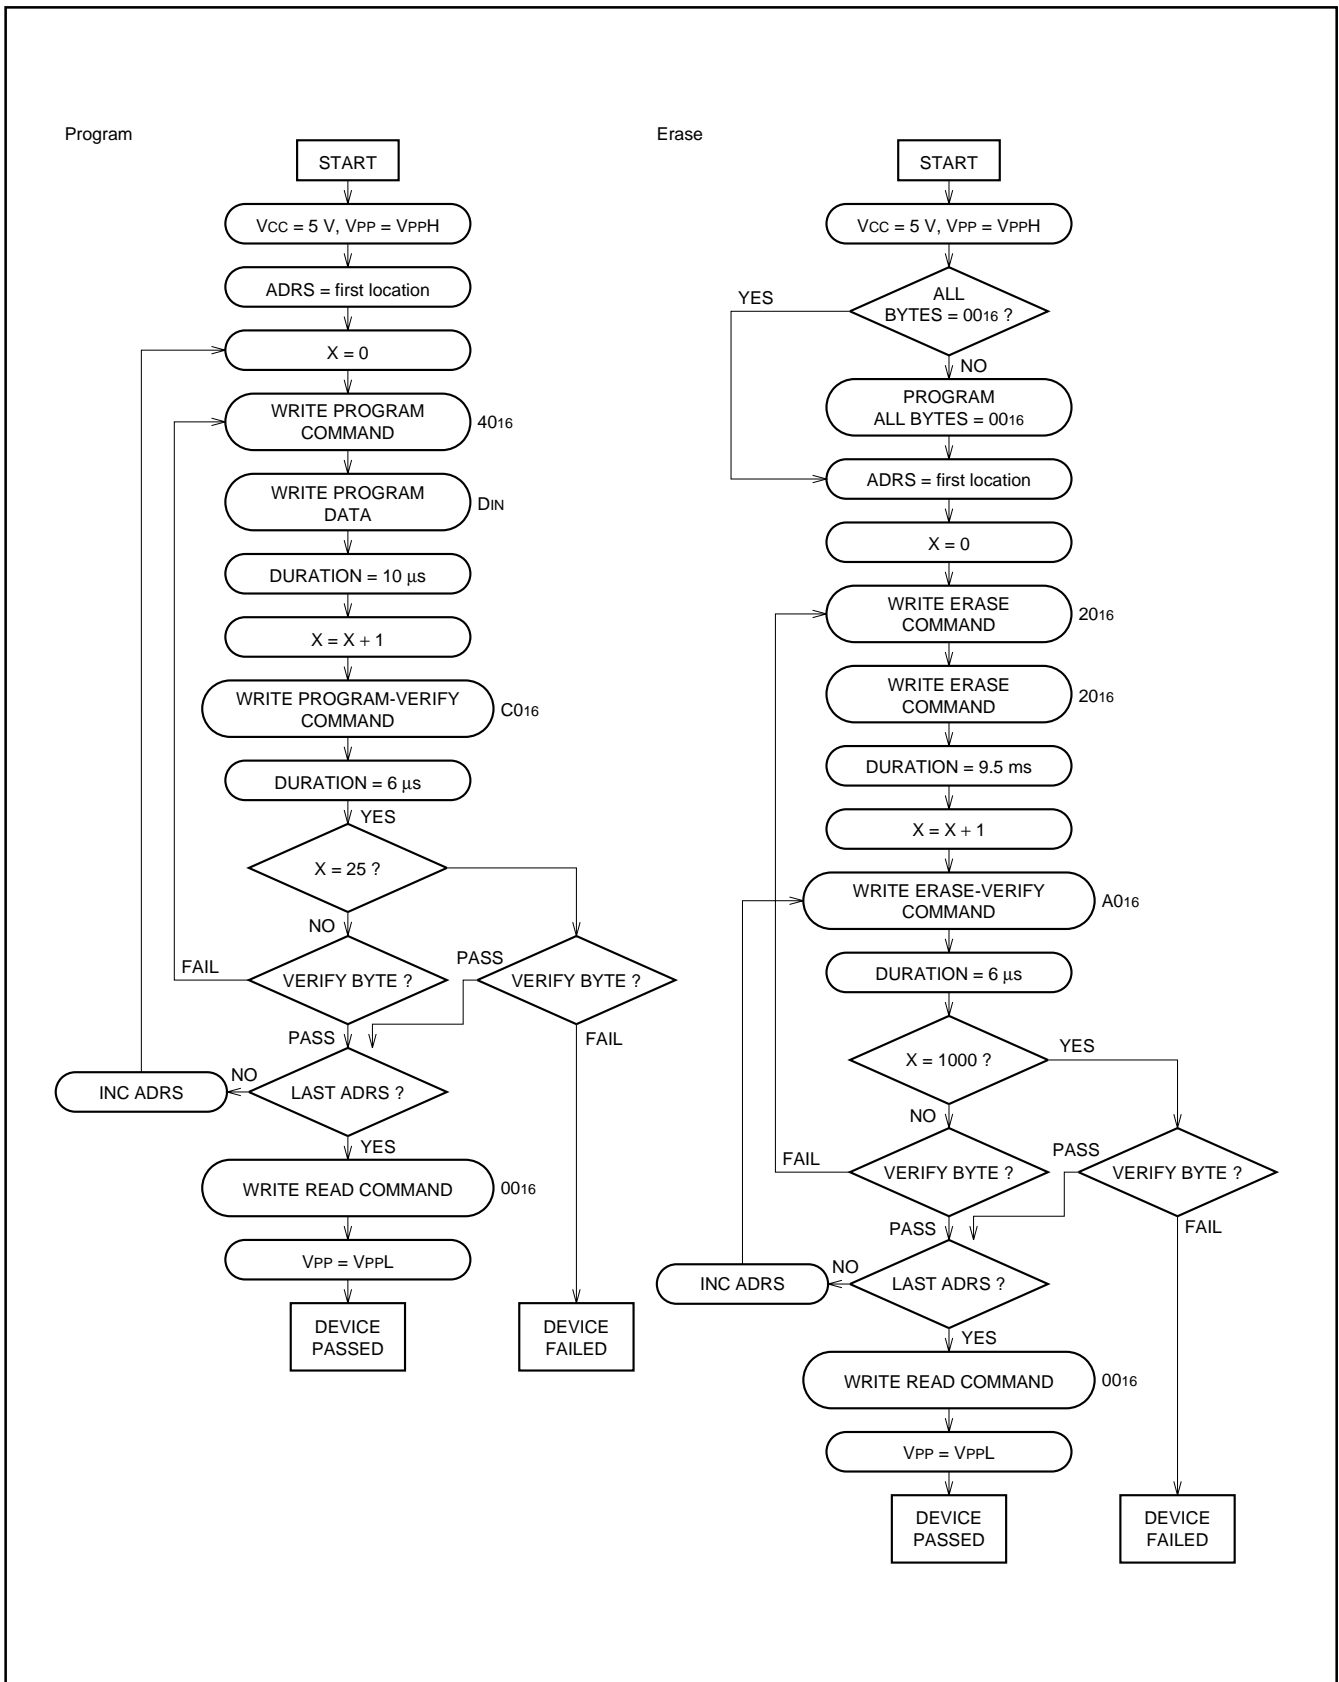 Program
START
VCC = 5 V, VPP = VPPH
ADRS = first location
X = 0
WRITE PROGRAM
COMMAND
4016
WRITE PROGRAM
DATA
DIN
DURATION = 10 µs
X = X + 1
WRITE PROGRAM-VERIFY
COMMAND
C016
DURATION = 6 µs
YES
X = 25 ?
NO
FAIL
VERIFY BYTE ?
PASS
VERIFY BYTE ?
PASS
FAIL
INC ADRS
NO
LAST ADRS ?
YES
WRITE READ COMMAND
0016
VPP = VPPL
DEVICE
PASSED
DEVICE
FAILED
Erase
START
VCC = 5 V, VPP = VPPH
YES
ALL
BYTES = 0016 ?
NO
PROGRAM
ALL BYTES = 0016
ADRS = first location
X = 0
WRITE ERASE
COMMAND
2016
WRITE ERASE
COMMAND
2016
DURATION = 9.5 ms
X = X + 1
WRITE ERASE-VERIFY
COMMAND
A016
DURATION = 6 µs
X = 1000 ?
YES
NO
FAIL
VERIFY BYTE ?
PASS
VERIFY BYTE ?
PASS
FAIL
INC ADRS
NO
LAST ADRS ?
YES
WRITE READ COMMAND
0016
VPP = VPPL
DEVICE
PASSED
DEVICE
FAILED